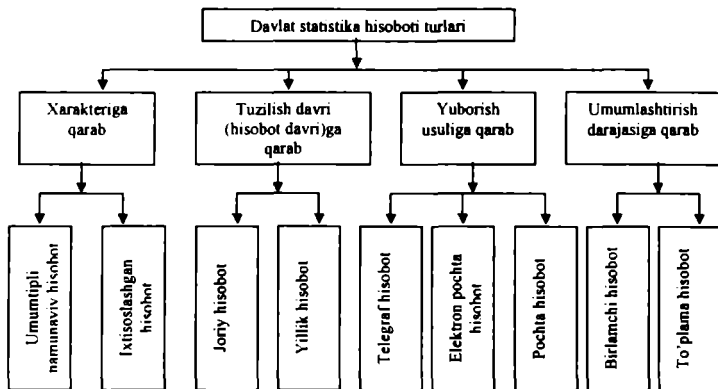 Davlat statistika hisoboti turlari
Xarakteriga
qarab
Tuzilish davri
(hisobot davri)ga
qarab
Yuborish
usuliga qarab
Umumlashtirish
darajasiga qarab
Umumtipli
namunaviy hisobot
Ixtisoslashgan
hisobot
Joriy hisobot
Yillik hisobot
Telegraf hisobot
Elektron pochta
hisobot
Pochta hisobot
Birlamchi hisobot
To'plama hisobot